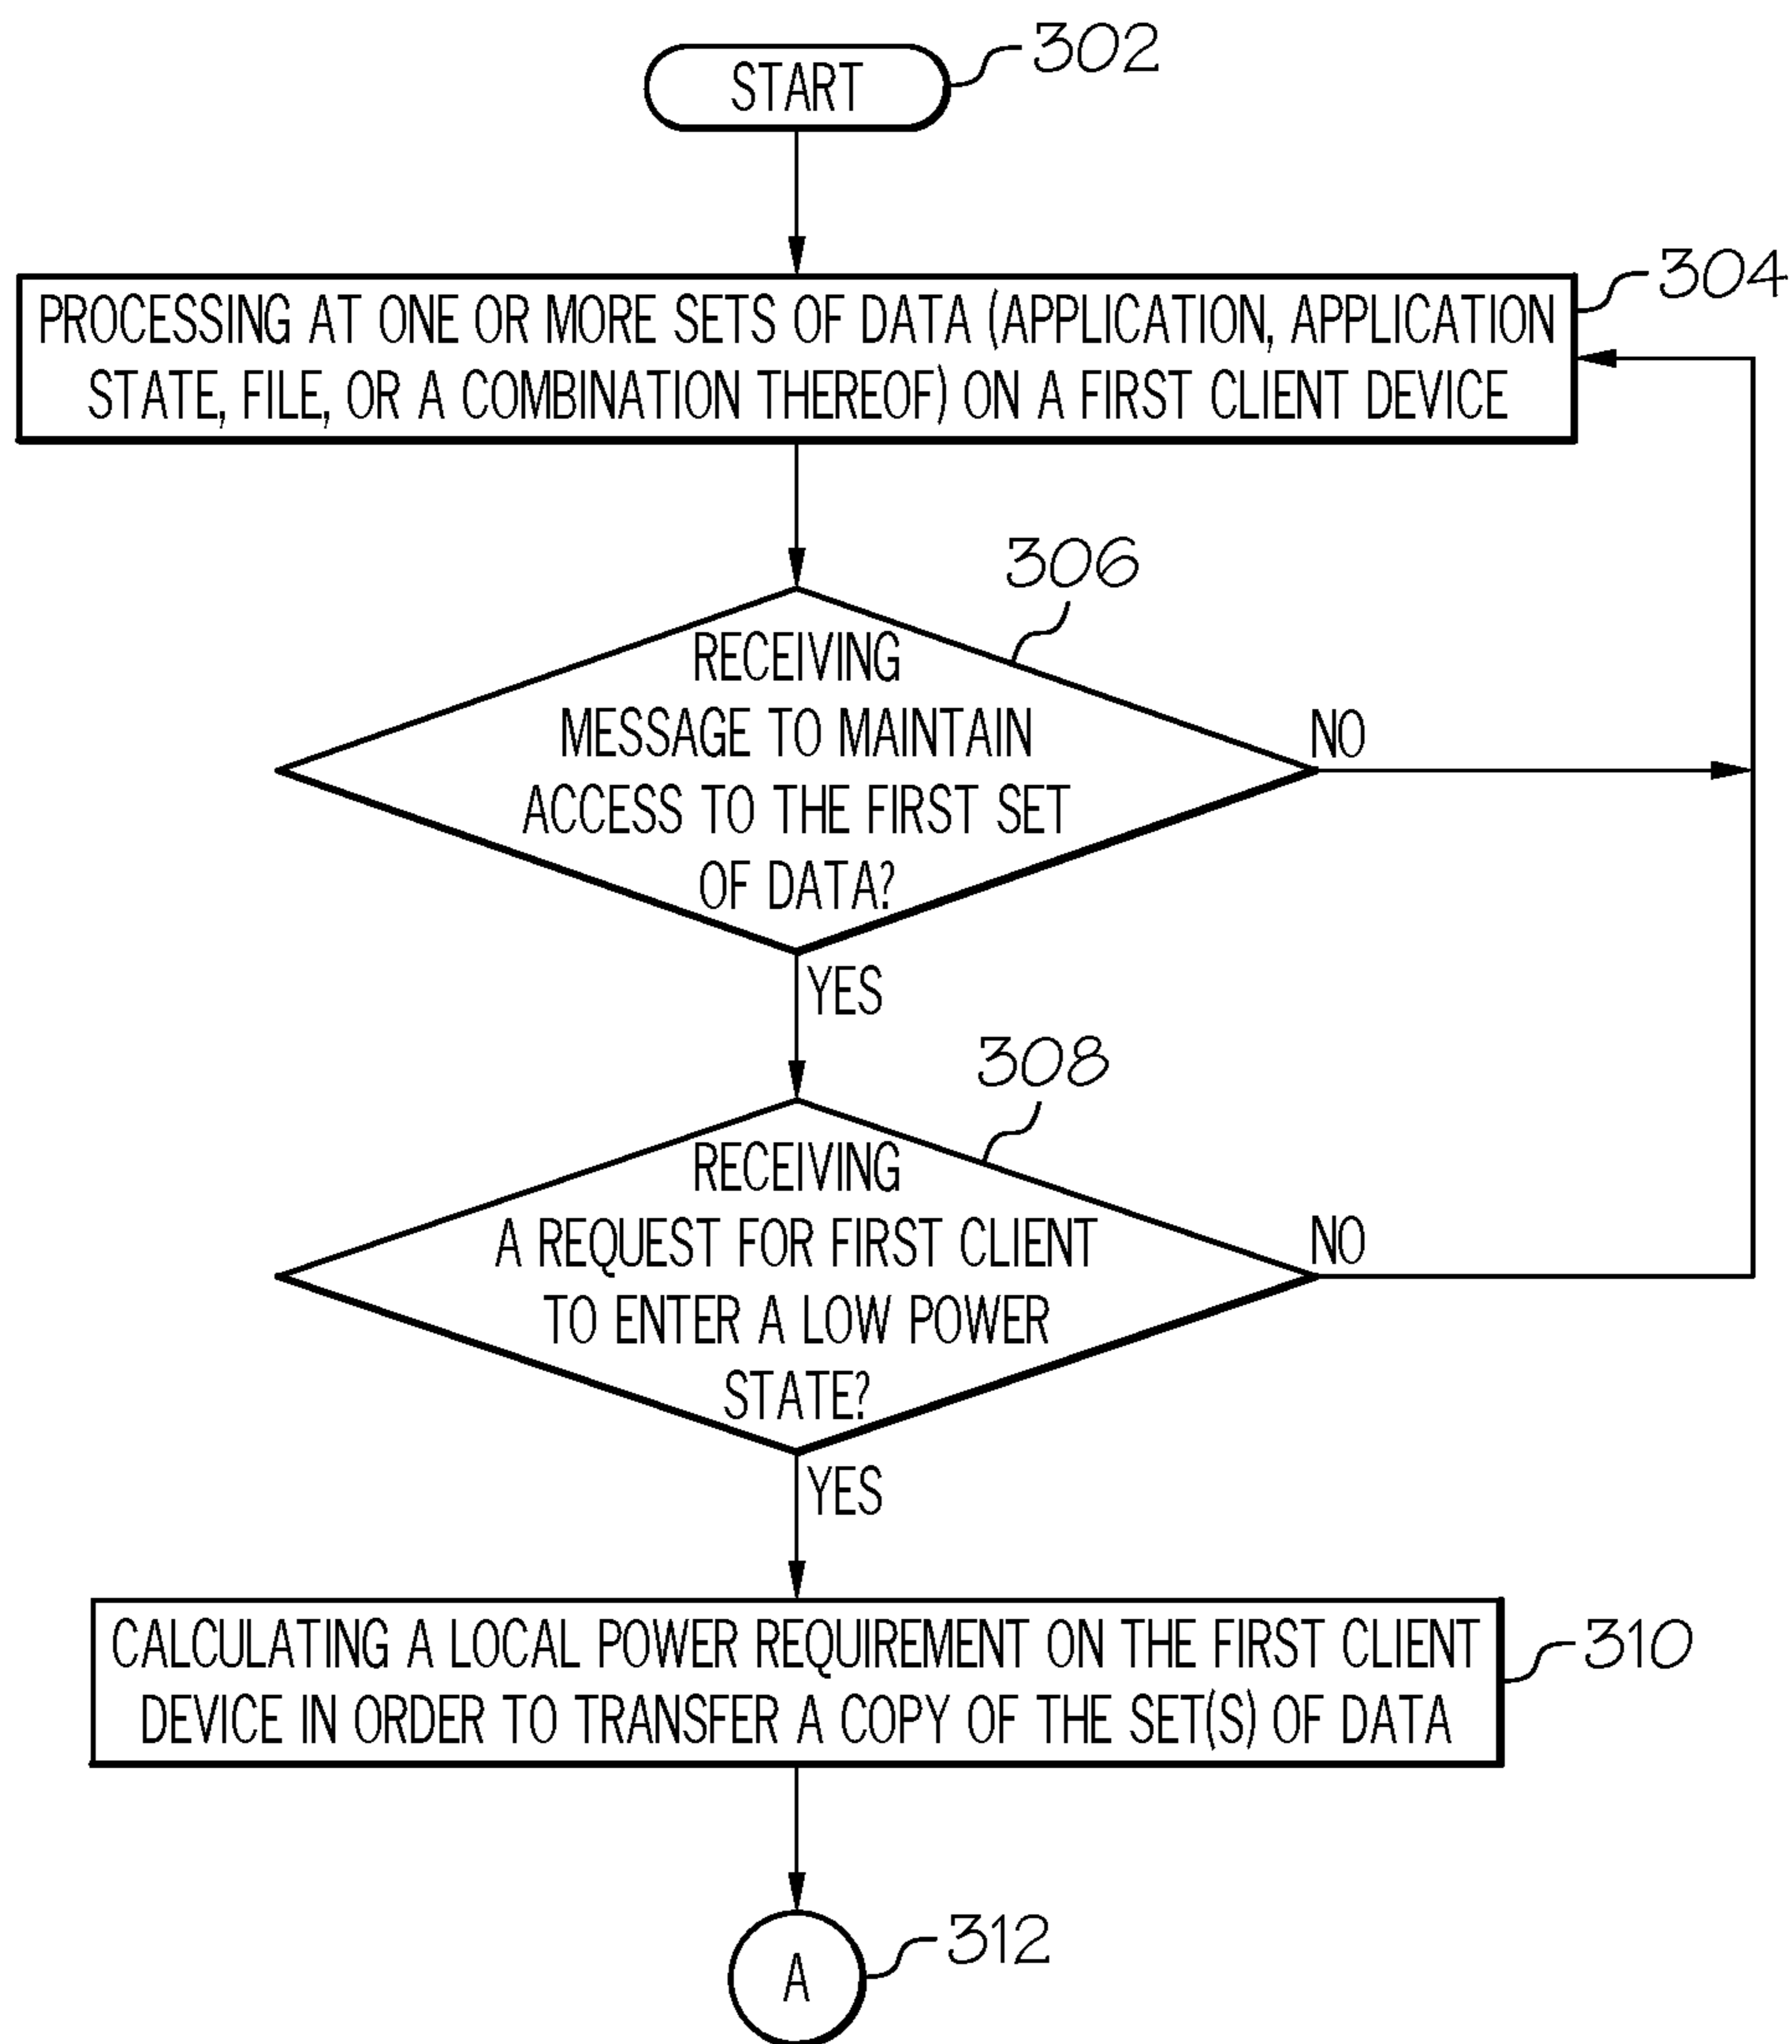 START
302
304
PROCESSING AT ONE OR MORE SETS OF DATA (APPLICATION, APPLICATION
STATE, FILE, OR A COMBINATION THEREOF) ON A FIRST CLIENT DEVICE
306
RECEIVING
MESSAGE TO MAINTAIN
ACCESS TO THE FIRST SET
OF DATA?
NO
YES
308
RECEIVING
A REQUEST FOR FIRST CLIENT
TO ENTER A LOW POWER
STATE?
NO
YES
CALCULATING A LOCAL POWER REQUIREMENT ON THE FIRST CLIENT
DEVICE IN ORDER TO TRANSFER A COPY OF THE SET(S) OF DATA
310
A
312